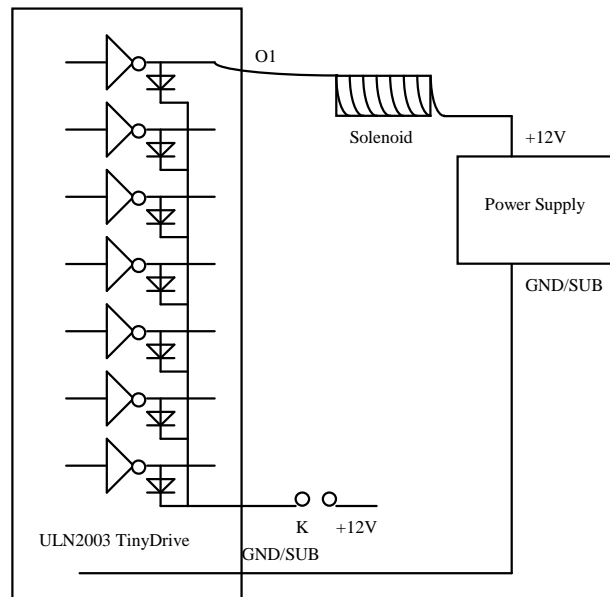 O1
Solenoid
+12V
Power Supply
GND/SUB
K +12V
ULN2003 TinyDrive
GND/SUB